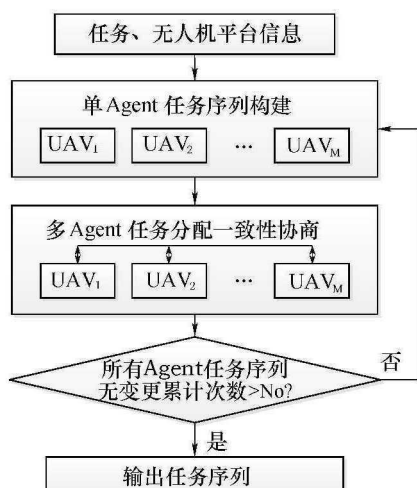 任务、无人机平台信息
单Agent 任务序列构建
UAV₁ UAV₂ ··· UAV_M
多Agent 任务分配一致性协商
UAV₁ UAV₂ ··· UAV_M
所有Agent任务序列
无变更累计次数>No?
否
是
输出任务序列